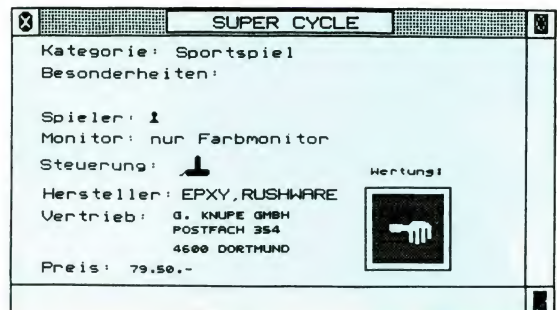 SUPER CYCLE
Kategorie: Sportspiel
Besonderheiten:
Spieler: 1
Monitor: nur Farbmonitor
Steuerung:
Wertung:
Hersteller: EPXY,RUSHWARE
Vertrieb: G. KNUPE GMBH
POSTFACH 354
4600 DORTMUND
Preis: 79.50.-